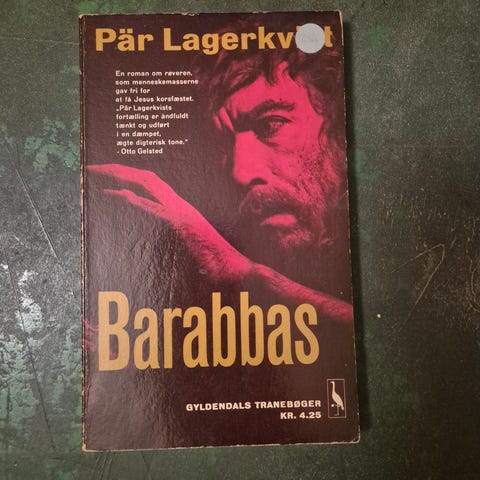 Pär Lagerkvist
En roman om røveren,
som menneskemasserne
gav fri for
at få Jesus korsfæstet.
„Pär Lagerkvists
fortælling er åndfuldt
tænkt og udført
i en dæmpet,
ægte digterisk tone."
- Otto Gelsted
Barabbas
GYLDENDALS TRANEBØGER
KR. 4.25